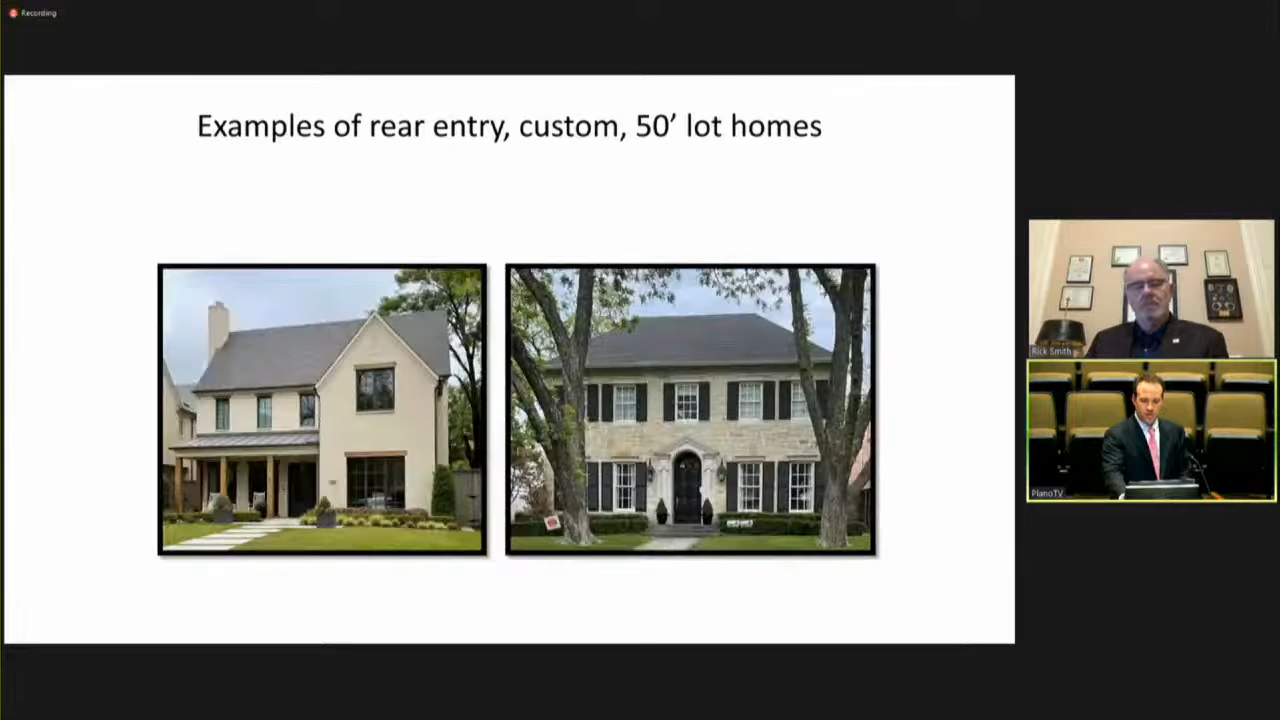 Recording
Examples of rear entry, custom, 50’ lot homes
Rick Smith
PlanoTV